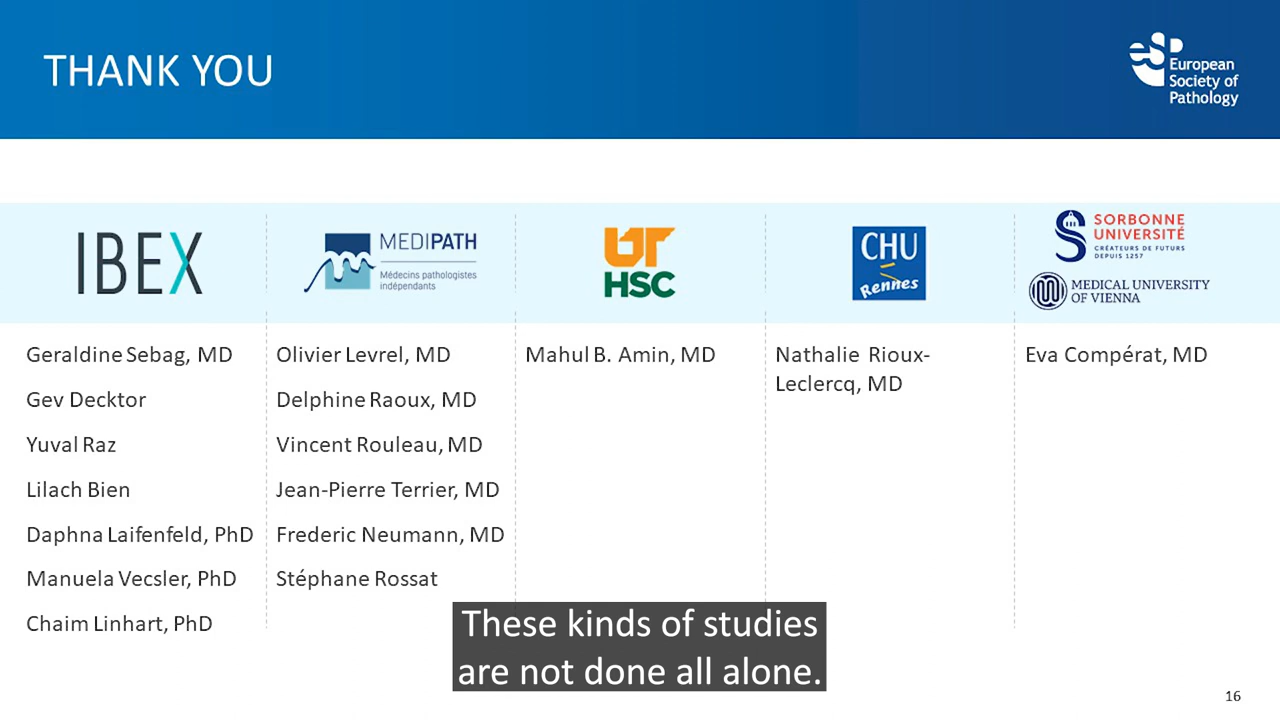 THANK YOU
esp
European
Society of
Pathology
IBEX
MEDIPATH
Médecins pathologistes
indépendants
UT
HSC
CHU
Rennes
SORBONNE
UNIVERSITÉ
CRÉATEURS DE FUTURS
DEPUIS 1257
MEDICAL UNIVERSITY
OF VIENNA
Geraldine Sebag, MD
Gev Decktor
Yuval Raz
Lilach Bien
Daphna Laifenfeld, PhD
Manuela Vecsler, PhD
Chaim Linhart, PhD
Olivier Levrel, MD
Delphine Raoux, MD
Vincent Rouleau, MD
Jean-Pierre Terrier, MD
Frederic Neumann, MD
Stéphane Rossat
Mahul B. Amin, MD
Nathalie Rioux-
Leclercq, MD
Eva Compérat, MD
These kinds of studies
are not done all alone.
16